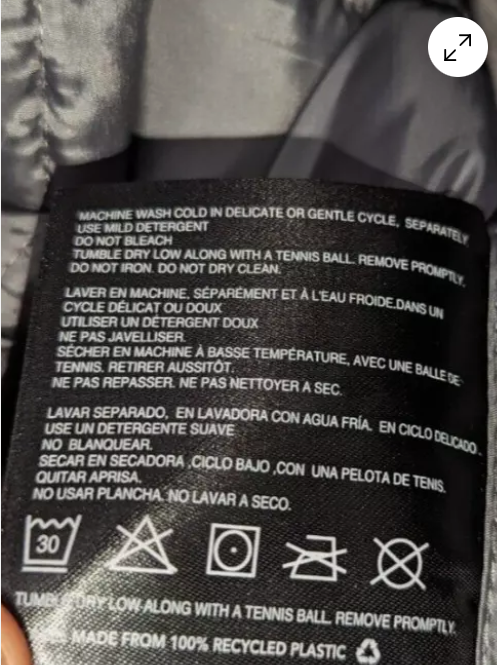 MACHINE WASH COLD IN DELICATE OR GENTLE CYCLE, SEPARATELY
USE MILD DETERGENT
DO NOT BLEACH
TUMBLE DRY LOW ALONG WITH A TENNIS BALL. REMOVE PROMPTLY.
DO NOT IRON. DO NOT DRY CLEAN.
LAVER EN MACHINE, SÉPARÉMENT ET À L'EAU FROIDE.DANS UN
CYCLE DÉLICAT OU DOUX
UTILISER UN DÉTERGENT DOUX
NE PAS JAVELLISER.
SÉCHER EN MACHINE À BASSE TEMPÉRATURE, AVEC UNE BALLE DE
TENNIS. RETIRER AUSSITÔT.
NE PAS REPASSER. NE PAS NETTOYER A SEC.
LAVAR SEPARADO, EN LAVADORA CON AGUA FRÍA. EN CICLO DELICADO.
USE UN DETERGENTE SUAVE
NO BLANQUEAR.
SECAR EN SECADORA ,CICLO BAJO ,CON UNA PELOTA DE TENIS.
QUITAR APRISA.
NO USAR PLANCHA. NO LAVAR A SECO.
30
TUMBLE DRY LOW ALONG WITH A TENNIS BALL. REMOVE PROMPTLY.
MADE FROM 100% RECYCLED PLASTIC